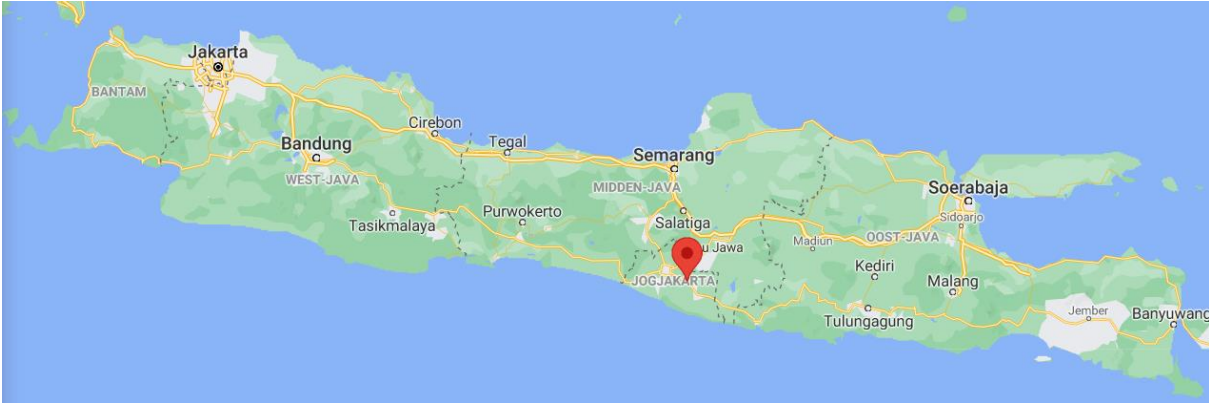 Jakarta
BANTAM
Cirebon
Bandung
Tegal
Semarang
WEST-JAVA
MIDDEN-JAVA
Soerabaja
Tasikmalaya
Purwokerto
Salatiga
Sidoarjo
Madiun
OOST-JAVA
u Jawa
Kediri
JOGJAKARTA
Malang
Tulungagung
Jember
Banyuwang